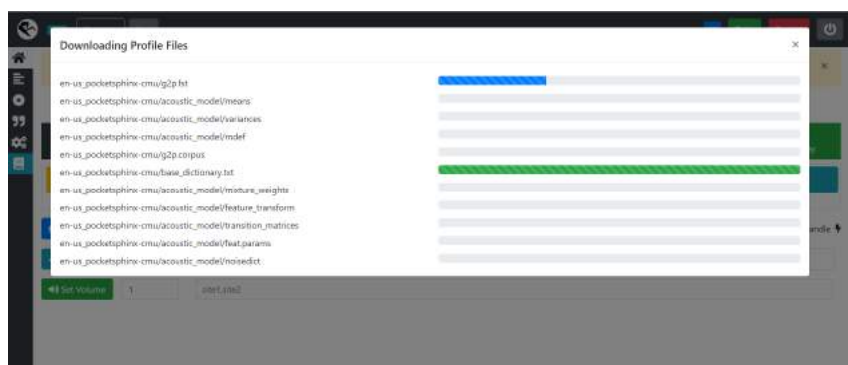 Downloading Profile Files
×
en-us_pocketsphinx-cmu/g2p.fst
en-us_pocketsphinx-cmu/acoustic_model/means
en-us_pocketsphinx-cmu/acoustic_model/variances
en-us_pocketsphinx-cmu/acoustic_model/mdef
en-us_pocketsphinx-cmu/g2p.corpus
en-us_pocketsphinx-cmu/base_dictionary.txt
en-us_pocketsphinx-cmu/acoustic_model/mixture_weights
en-us_pocketsphinx-cmu/acoustic_model/feature_transform
en-us_pocketsphinx-cmu/acoustic_model/transition_matrices
en-us_pocketsphinx-cmu/acoustic_model/feat.params
en-us_pocketsphinx-cmu/acoustic_model/noisedict
Set Volume 1 site1,site2